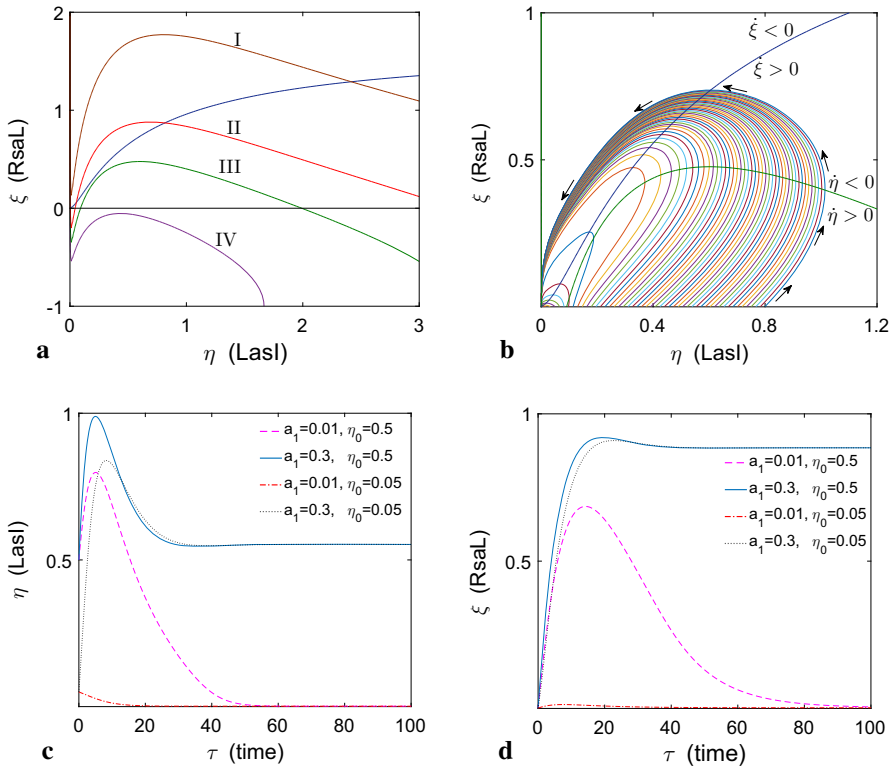 2
1
0
-1
0
1
2
3
I
II
III
IV
ξ (RsaL)
η (LasI)
a
1
0.5
0
0.4
0.8
1.2
ξ̇<0
ξ̇>0
η̇<0
η̇>0
ξ (RsaL)
η (LasI)
b
1
0.5
0
20
40
60
80
100
a₁=0.01, η₀=0.5
a₁=0.3, η₀=0.5
a₁=0.01, η₀=0.05
a₁=0.3, η₀=0.05
η (LasI)
τ (time)
c
1
0.5
0
20
40
60
80
100
a₁=0.01, η₀=0.5
a₁=0.3, η₀=0.5
a₁=0.01, η₀=0.05
a₁=0.3, η₀=0.05
ξ (RsaL)
τ (time)
d